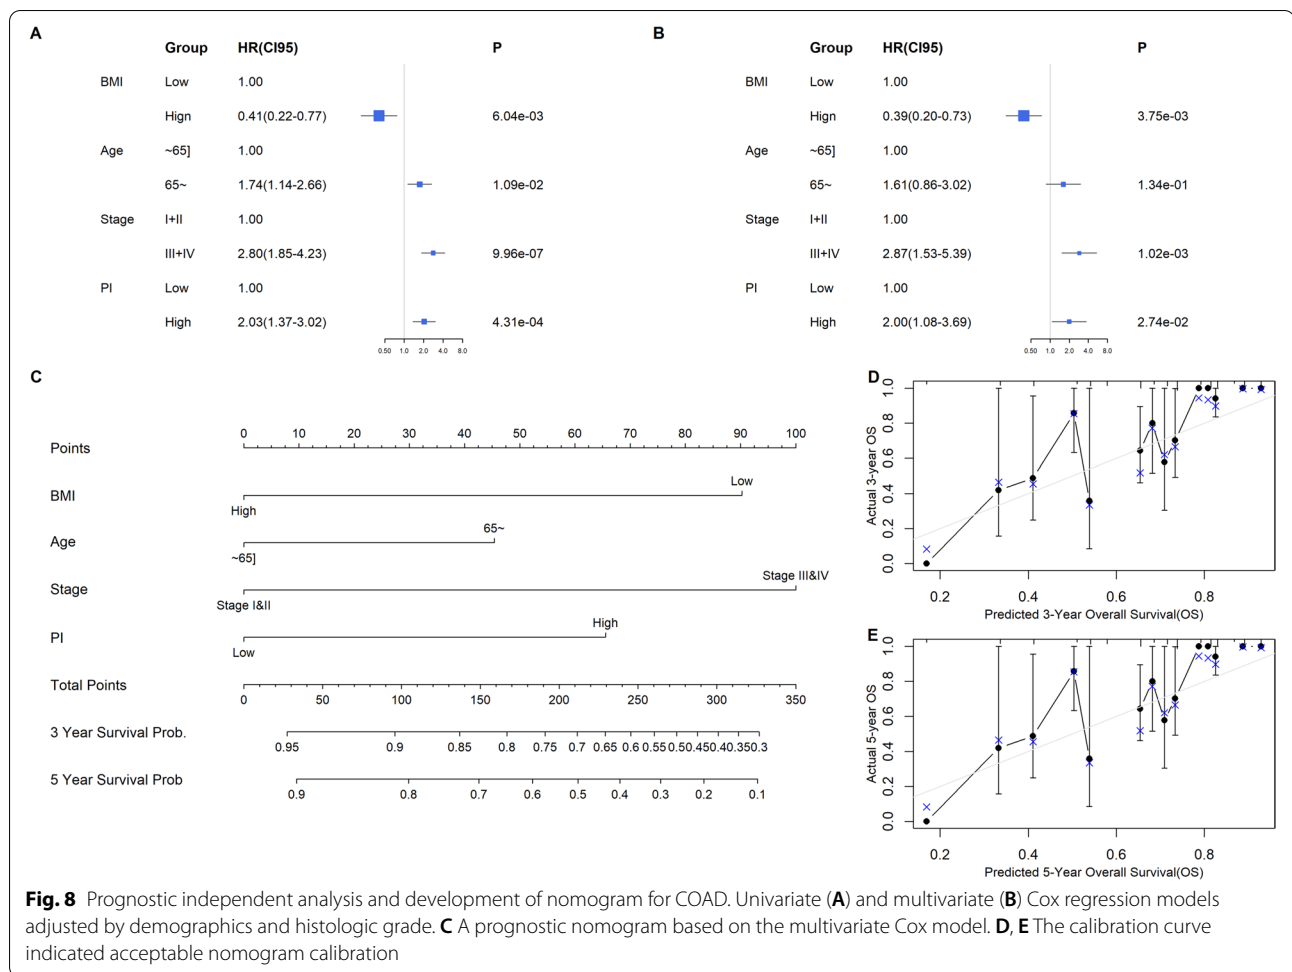 A
Group HR(CI95) P
BMI Low 1.00
Hign 0.41(0.22-0.77) 6.04e-03
Age ~65] 1.00
65~ 1.74(1.14-2.66) 1.09e-02
Stage I+II 1.00
III+IV 2.80(1.85-4.23) 9.96e-07
PI Low 1.00
High 2.03(1.37-3.02) 4.31e-04
0.50 1.0 2.0 4.0 8.0
B
Group HR(CI95) P
BMI Low 1.00
Hign 0.39(0.20-0.73) 3.75e-03
Age ~65] 1.00
65~ 1.61(0.86-3.02) 1.34e-01
Stage I+II 1.00
III+IV 2.87(1.53-5.39) 1.02e-03
PI Low 1.00
High 2.00(1.08-3.69) 2.74e-02
0.50 1.0 2.0 4.0 8.0
C
0 10 20 30 40 50 60 70 80 90 100
Points
Low
BMI
High
65~
Age
~65]
Stage III&IV
Stage
Stage I&II
High
PI
Low
Total Points
0 50 100 150 200 250 300 350
3 Year Survival Prob.
0.95 0.9 0.85 0.8 0.75 0.7 0.65 0.6 0.55 0.50.450.40.350.3
5 Year Survival Prob
0.9 0.8 0.7 0.6 0.5 0.4 0.3 0.2 0.1
D
Actual 3-year OS
0.0 0.2 0.4 0.6 0.8 1.0
0.2 0.4 0.6 0.8
Predicted 3-Year Overall Survival(OS)
E
Actual 5-year OS
0.0 0.2 0.4 0.6 0.8 1.0
0.2 0.4 0.6 0.8
Predicted 5-Year Overall Survival(OS)
Fig. 8 Prognostic independent analysis and development of nomogram for COAD. Univariate (A) and multivariate (B) Cox regression models
adjusted by demographics and histologic grade. C A prognostic nomogram based on the multivariate Cox model. D, E The calibration curve
indicated acceptable nomogram calibration